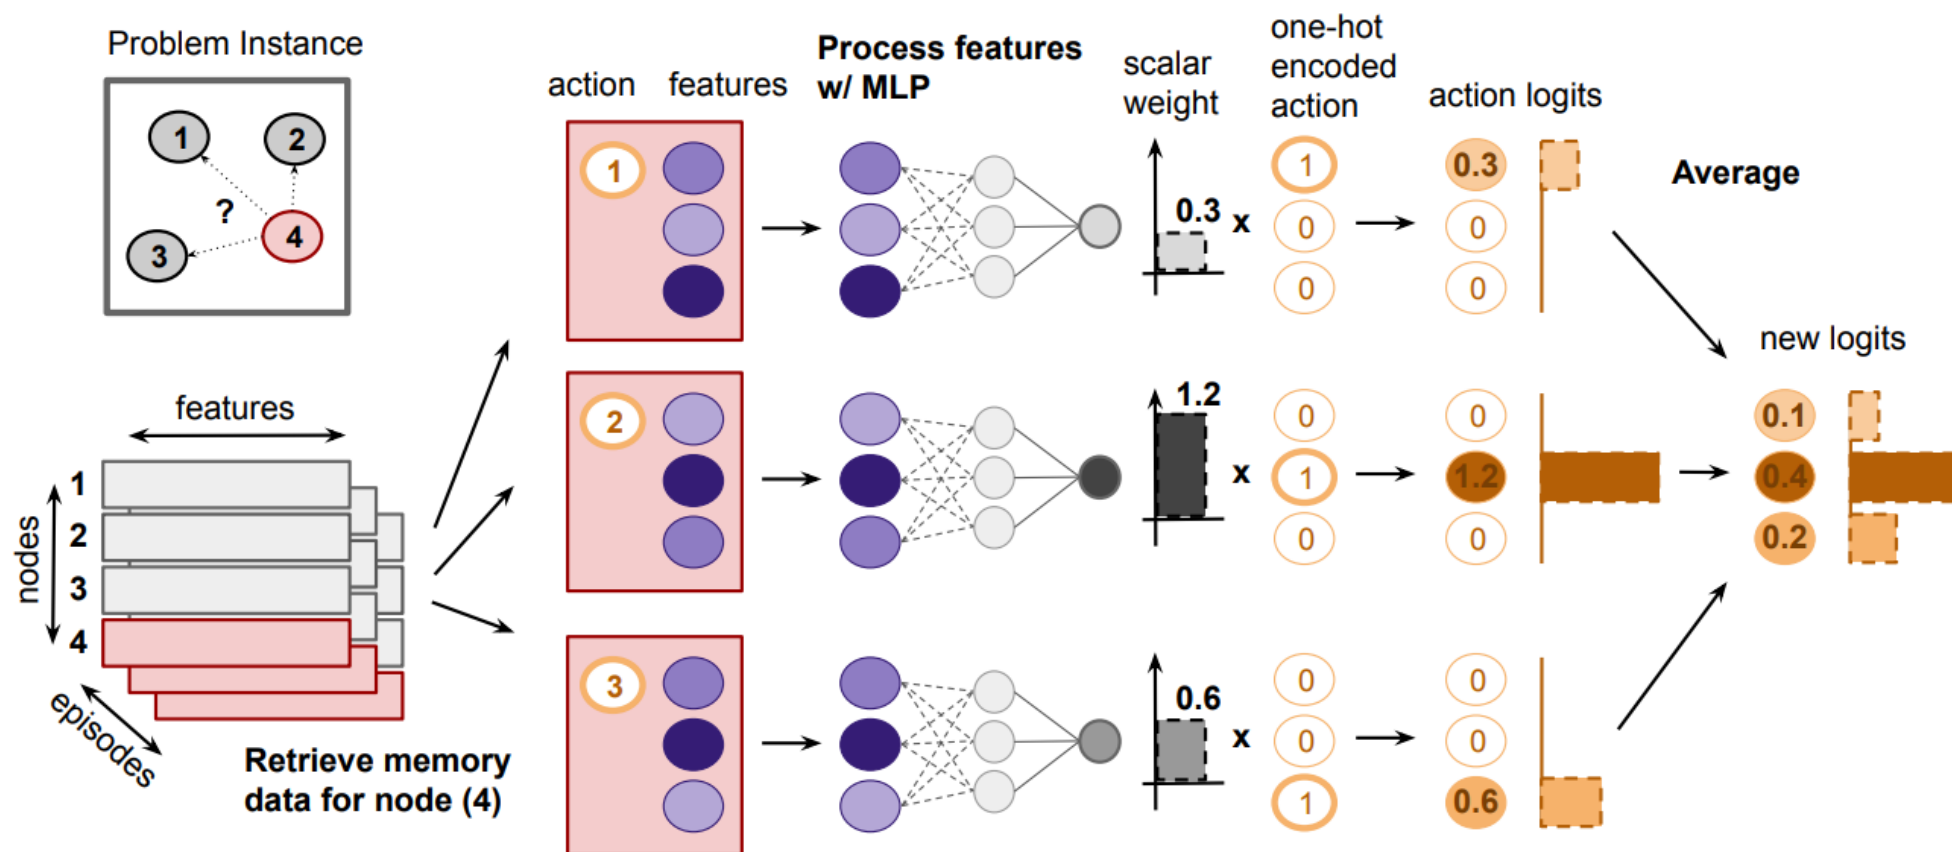 Problem Instance
1
2
?
4
3
features
nodes
1
2
3
4
episodes
Retrieve memory
data for node (4)
action
features
Process features
w/ MLP
scalar
weight
one-hot
encoded
action
action logits
1
0.3
x
1
0
0
0.3
0
0
2
1.2
x
0
1
0
0
1.2
0
3
0.6
x
0
0
1
0
0
0.6
Average
new logits
0.1
0.4
0.2